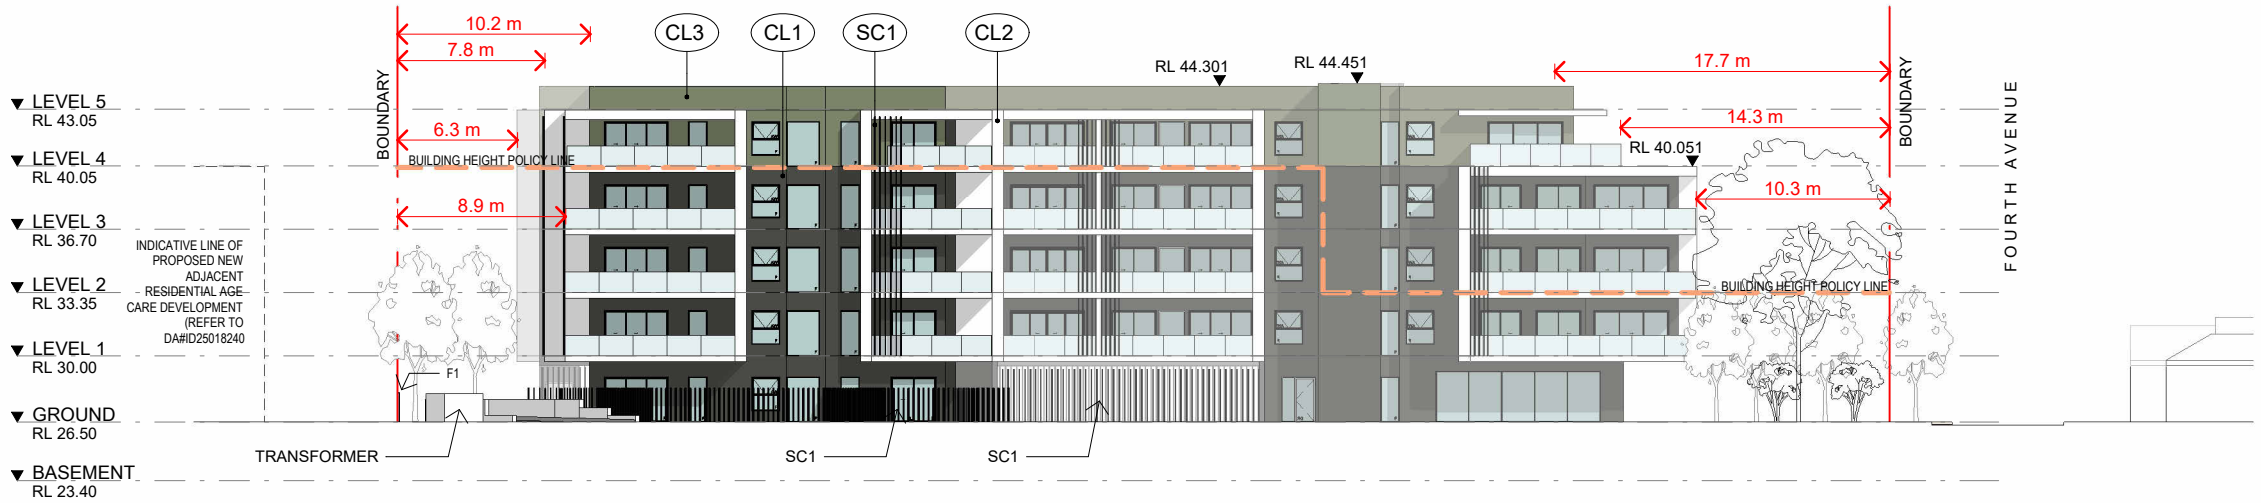 10.2 m
7.8 m
CL3
CL1
SC1
CL2
RL 44.301
RL 44.451
17.7 m
BOUNDARY
BOUNDARY
FOURTH AVENUE
LEVEL 5
RL 43.05
6.3 m
14.3 m
LEVEL 4
RL 40.05
BUILDING HEIGHT POLICY LINE
RL 40.051
10.3 m
8.9 m
LEVEL 3
RL 36.70
INDICATIVE LINE OF
PROPOSED NEW
ADJACENT
RESIDENTIAL AGE
CARE DEVELOPMENT
(REFER TO
DA#ID25018240
LEVEL 2
RL 33.35
BUILDING HEIGHT POLICY LINE
LEVEL 1
RL 30.00
F1
GROUND
RL 26.50
TRANSFORMER
SC1
SC1
BASEMENT
RL 23.40